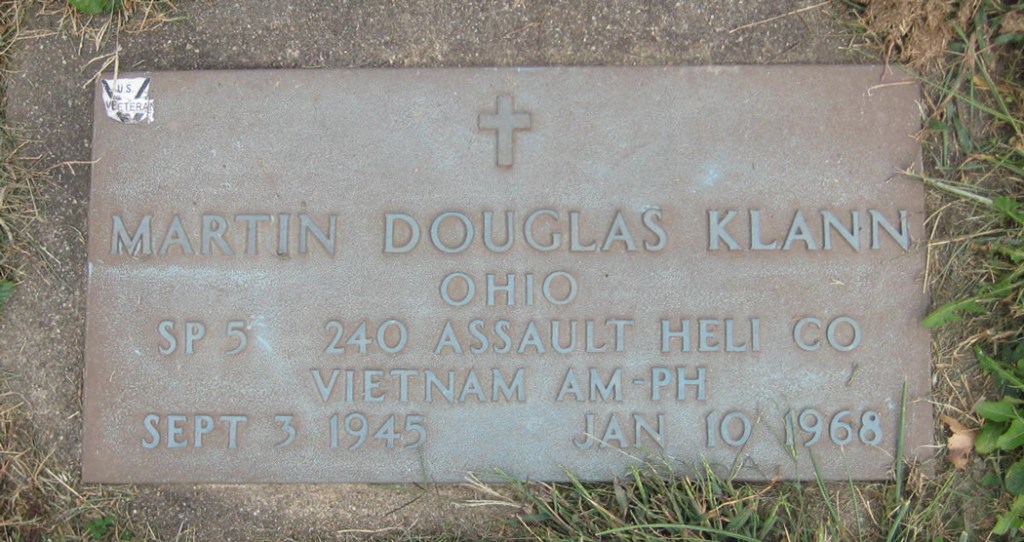 U.S.
VETERAN
MARTIN DOUGLAS KLANN
OHIO
SP 5 240 ASSAULT HELI CO
VIETNAM AM-PH
SEPT 3 1945 JAN 10 1968